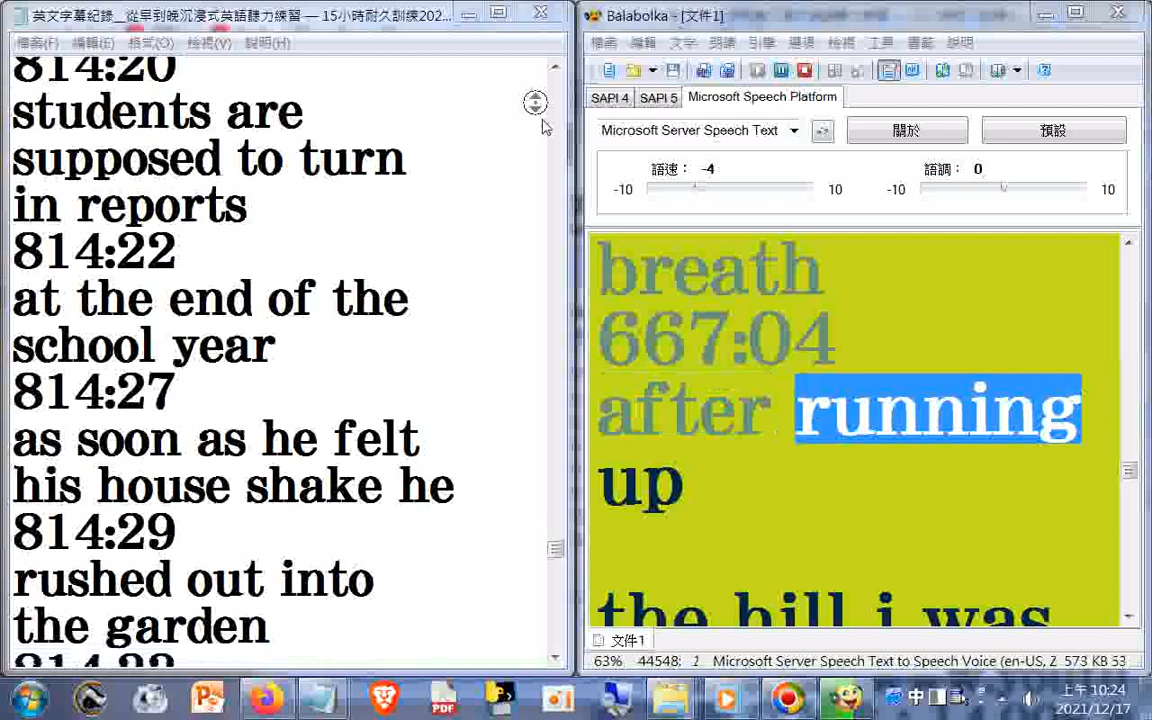 英文字幕紀錄__從早到晚沉浸式英語聽力練習 — 15小時耐久訓練202...
檔案(F) 編輯(E) 格式(O) 檢視(V) 說明(H)
814:20
students are
supposed to turn
in reports
814:22
at the end of the
school year
814:27
as soon as he felt
his house shake he
814:29
rushed out into
the garden
Balabolka - [文件1]
檔案 編輯 文字 朗讀 引擎 選項 檢視 工具 書籤 說明
SAPI 4 SAPI 5 Microsoft Speech Platform
Microsoft Server Speech Text 關於 預設
語速： -4 語調： 0
-10 10 -10 10
breath
667:04
after running
up
the hill i was
文件1
63% 44548: Microsoft Server Speech Text to Speech Voice (en-US, Z 573 KB 53
中
上午 10:24
2021/12/17